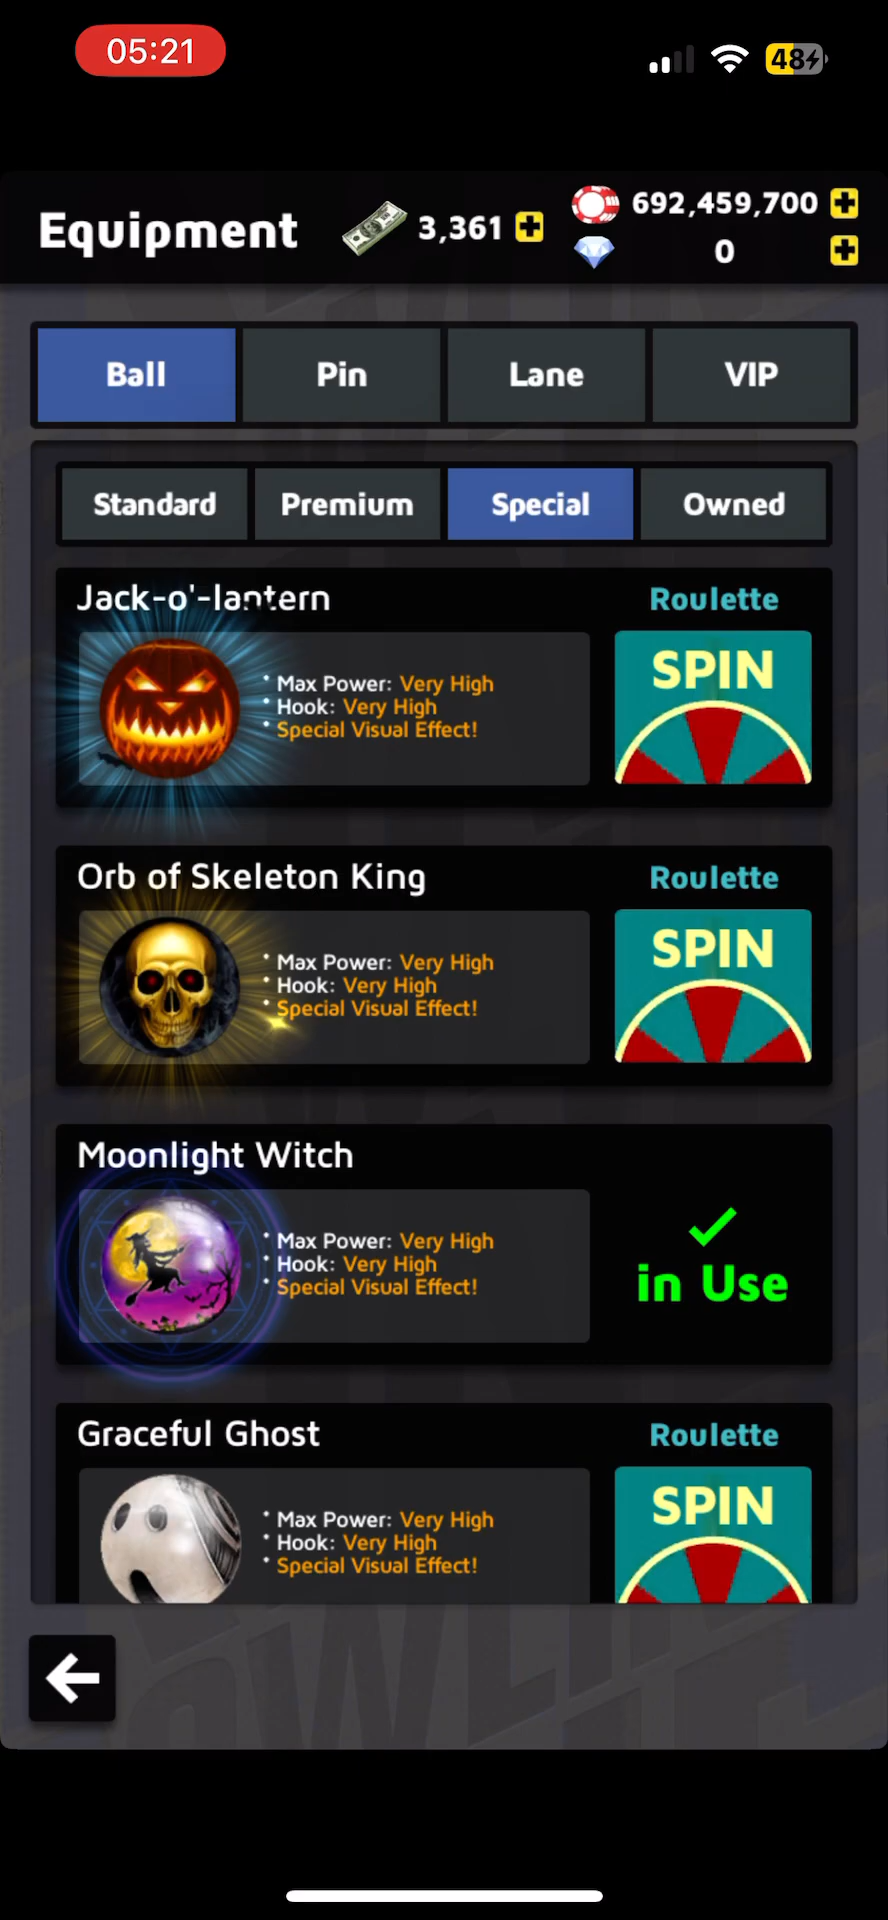 05:21
48
Equipment
3,361
692,459,700
0
Ball
Pin
Lane
VIP
Standard
Premium
Special
Owned
Jack-o'-lantern
Roulette
* Max Power: Very High
* Hook: Very High
* Special Visual Effect!
SPIN
Orb of Skeleton King
Roulette
* Max Power: Very High
* Hook: Very High
* Special Visual Effect!
SPIN
Moonlight Witch
* Max Power: Very High
* Hook: Very High
* Special Visual Effect!
in Use
Graceful Ghost
Roulette
* Max Power: Very High
* Hook: Very High
* Special Visual Effect!
SPIN